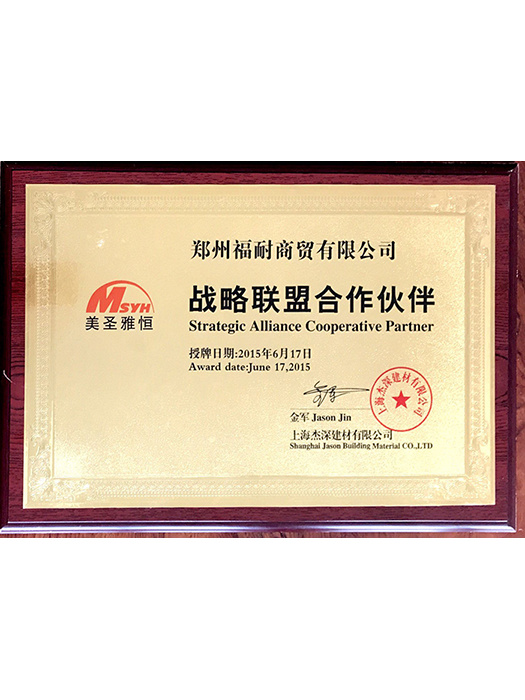 郑州福耐商贸有限公司
MSYH
美圣雅恒
战略联盟合作伙伴
Strategic Alliance Cooperative Partner
授牌日期:2015年6月17日
Award date:June 17,2015
金军 Jason Jin
上海杰深建材有限公司
Shanghai Jason Building Material CO.,LTD
上海杰深建材有限公司